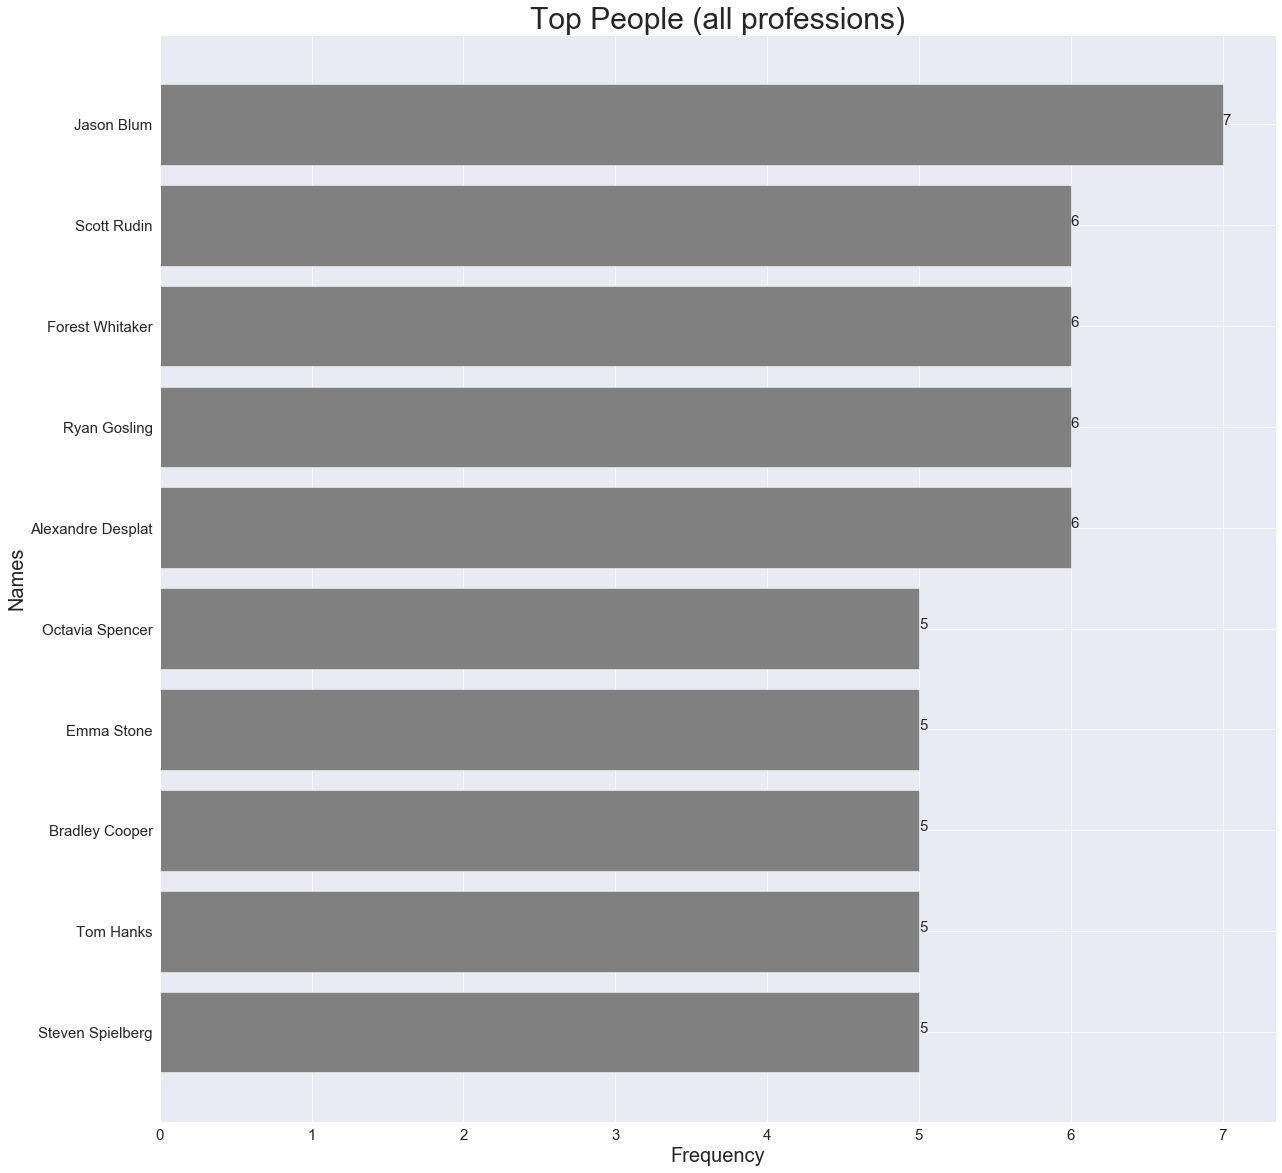 Top People (all professions)
Jason Blum 7
Scott Rudin 6
Forest Whitaker 6
Ryan Gosling 6
Alexandre Desplat 6
Names
Octavia Spencer 5
Emma Stone 5
Bradley Cooper 5
Tom Hanks 5
Steven Spielberg 5
0 1 2 3 4 5 6 7
Frequency